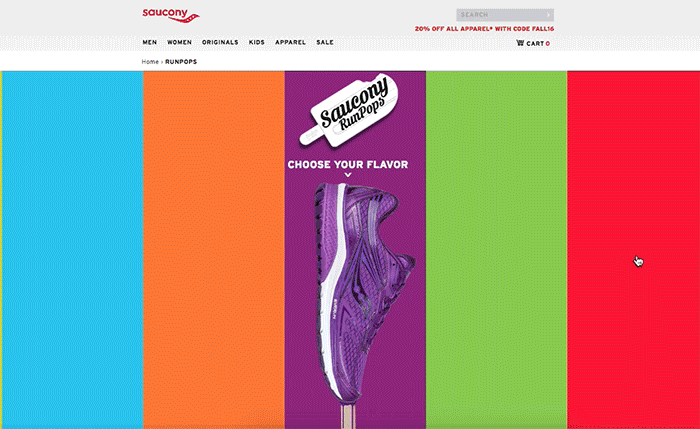 saucony
SEARCH
20% OFF ALL APPAREL* WITH CODE FALL16
MEN WOMEN ORIGINALS KIDS APPAREL SALE
CART 0
Home › RUNPOPS
Saucony
RunPops
CHOOSE YOUR FLAVOR